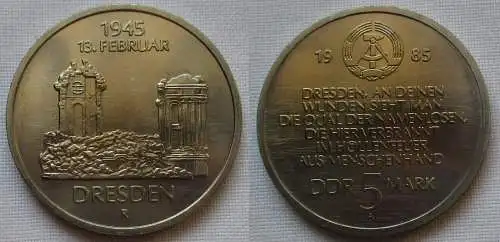 1945
13. FEBRUAR
DRESDEN
R
19 85
DRESDEN. AN DEINEN
WUNDEN SIEHT MAN
DIE QUAL DER NAMENLOSEN,
DIE HIER VERBRANNT
IM HÖLLENFEUER
AUS MENSCHENHAND
DDR 5 MARK
A